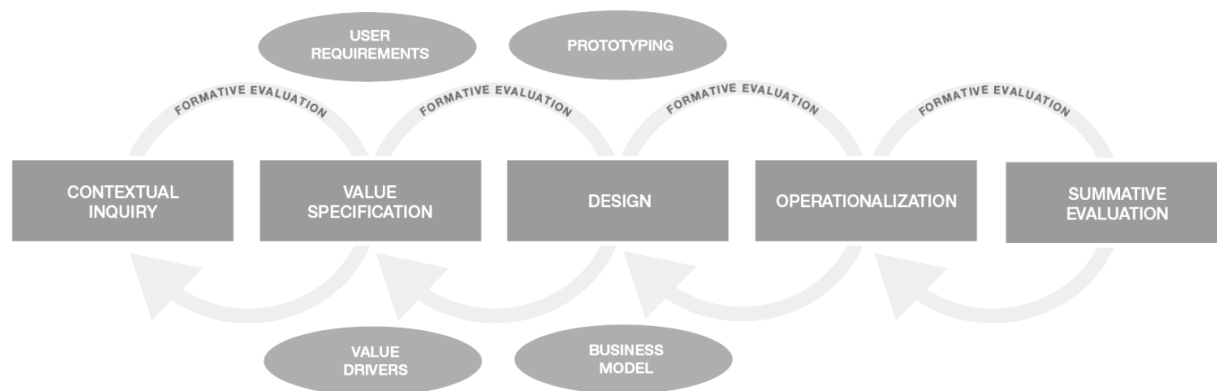 USER
REQUIREMENTS
PROTOTYPING
FORMATIVE EVALUATION
FORMATIVE EVALUATION
FORMATIVE EVALUATION
FORMATIVE EVALUATION
CONTEXTUAL
INQUIRY
VALUE
SPECIFICATION
DESIGN
OPERATIONALIZATION
SUMMATIVE
EVALUATION
VALUE
DRIVERS
BUSINESS
MODEL